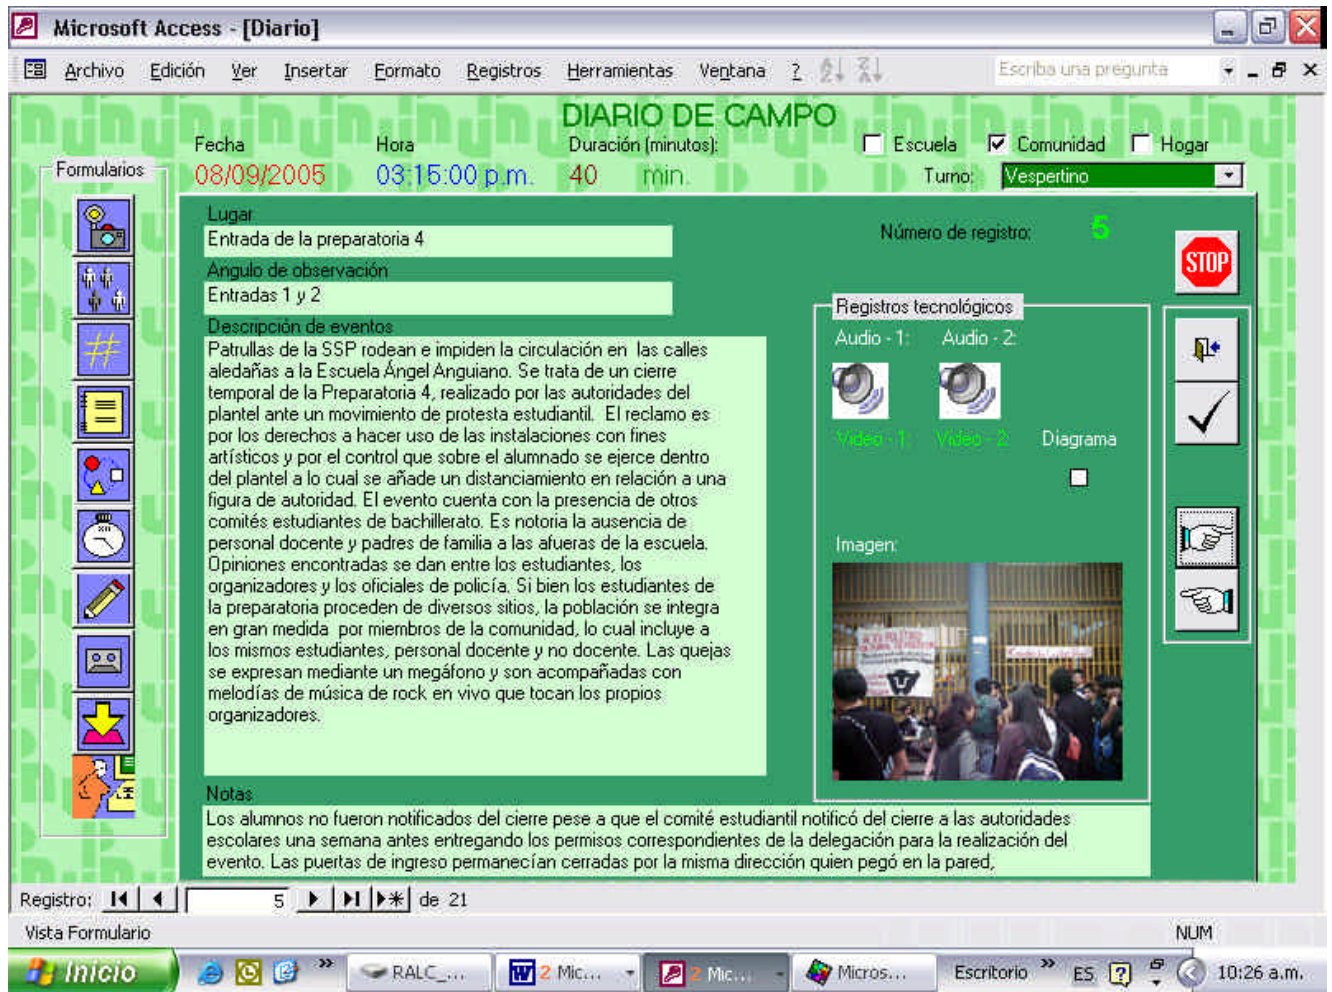 Microsoft Access - [Diario]
Archivo Edición Ver Insertar Formato Registros Herramientas Ventana ? Escriba una pregunta
DIARIO DE CAMPO
Fecha Hora Duración (minutos): Escuela Comunidad Hogar
08/09/2005 03:15:00 p.m. 40 min. Turno: Vespertino
Formularios
Lugar
Entrada de la preparatoria 4
Número de registro: 5
STOP
Angulo de observación
Entradas 1 y 2
Descripción de eventos
Patrullas de la SSP rodean e impiden la circulación en las calles
aledañas a la Escuela Ángel Anguiano. Se trata de un cierre
temporal de la Preparatoria 4, realizado por las autoridades del
plantel ante un movimiento de protesta estudiantil. El reclamo es
por los derechos a hacer uso de las instalaciones con fines
artísticos y por el control que sobre el alumnado se ejerce dentro
del plantel a lo cual se añade un distanciamiento en relación a una
figura de autoridad. El evento cuenta con la presencia de otros
comités estudiantes de bachillerato. Es notoria la ausencia de
personal docente y padres de familia a las afueras de la escuela.
Opiniones encontradas se dan entre los estudiantes, los
organizadores y los oficiales de policía. Si bien los estudiantes de
la preparatoria proceden de diversos sitios, la población se integra
en gran medida por miembros de la comunidad, lo cual incluye a
los mismos estudiantes, personal docente y no docente. Las quejas
se expresan mediante un megáfono y son acompañadas con
melodías de música de rock en vivo que tocan los propios
organizadores.
Registros tecnológicos
Audio - 1: Audio - 2:
Video - 1: Video - 2: Diagrama
Imagen:
Notas
Los alumnos no fueron notificados del cierre pese a que el comité estudiantil notificó del cierre a las autoridades
escolares una semana antes entregando los permisos correspondientes de la delegación para la realización del
evento. Las puertas de ingreso permanecían cerradas por la misma dirección quien pegó en la pared,
Registro: 5 de 21
Vista Formulario NUM
Inicio RALC_... 2 Mic... 2 Mic... Micros... Escritorio ES 10:26 a.m.